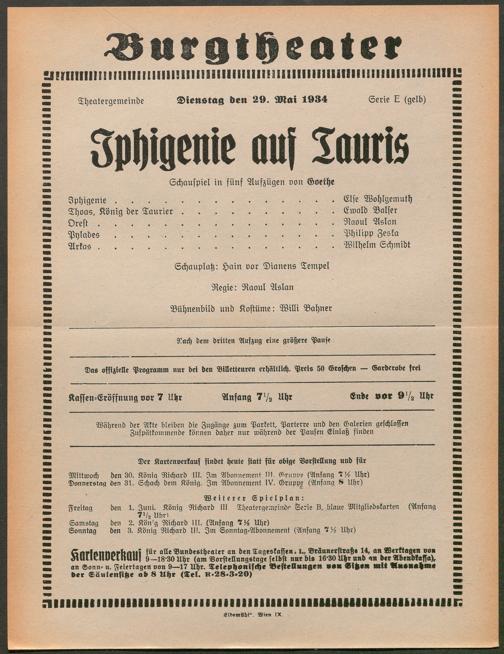 Burgtheater
Theatergemeinde Dienstag den 29. Mai 1934 Serie E (gelb)
Iphigenie auf Tauris
Schauspiel in fünf Aufzügen von Goethe
Iphigenie . . . . . . . . . . . . . Else Wohlgemuth
Thoas, König der Taurier . . . . . . . . . Ewald Balser
Orest . . . . . . . . . . . . . . Raoul Aslan
Pylades . . . . . . . . . . . . . Philipp Zeska
Arkas . . . . . . . . . . . . . . Wilhelm Schmidt
Schauplatz: Hain vor Dianens Tempel
Regie: Raoul Aslan
Bühnenbild und Kostüme: Willi Bahner
Nach dem dritten Aufzug eine größere Pause
Das offizielle Programm nur bei den Billetteuren erhältlich. Preis 50 Groschen — Garderobe frei
Kassen-Eröffnung vor 7 Uhr Anfang 7½ Uhr Ende vor 9½ Uhr
Während der Akte bleiben die Zugänge zum Parkett, Parterre und den Galerien geschlossen
Zuspätkommende können daher nur während der Pausen Einlaß finden
Der Kartenverkauf findet heute statt für obige Vorstellung und für
Mittwoch den 30. König Richard III. Im Abonnement III. Gruppe (Anfang 7½ Uhr)
Donnerstag den 31. Schach dem König. Im Abonnement IV. Gruppe (Anfang 8 Uhr)
Weiterer Spielplan:
Freitag den 1. Juni. König Richard III Theatergemeinde Serie B, blaue Mitgliedskarten (Anfang
7½ Uhr)
Samstag den 2. König Richard III. (Anfang 7½ Uhr)
Sonntag den 3. König Richard III. Im Sonntag-Abonnement (Anfang 7½ Uhr)
Kartenverkauf für alle Bundestheater an den Tageskassen, I., Bräunerstraße 14, an Werktagen von
9—18·30 Uhr (am Vorstellungstage selbst nur bis 16·30 Uhr und an der Abendkassa),
an Sonn- u. Feiertagen von 9—17 Uhr. Telephonische Bestellungen von Sitzen mit Ausnahme
der Säulensitze ab 8 Uhr (Tel. R-28-3-20)
„Eldemühl“, Wien IX.